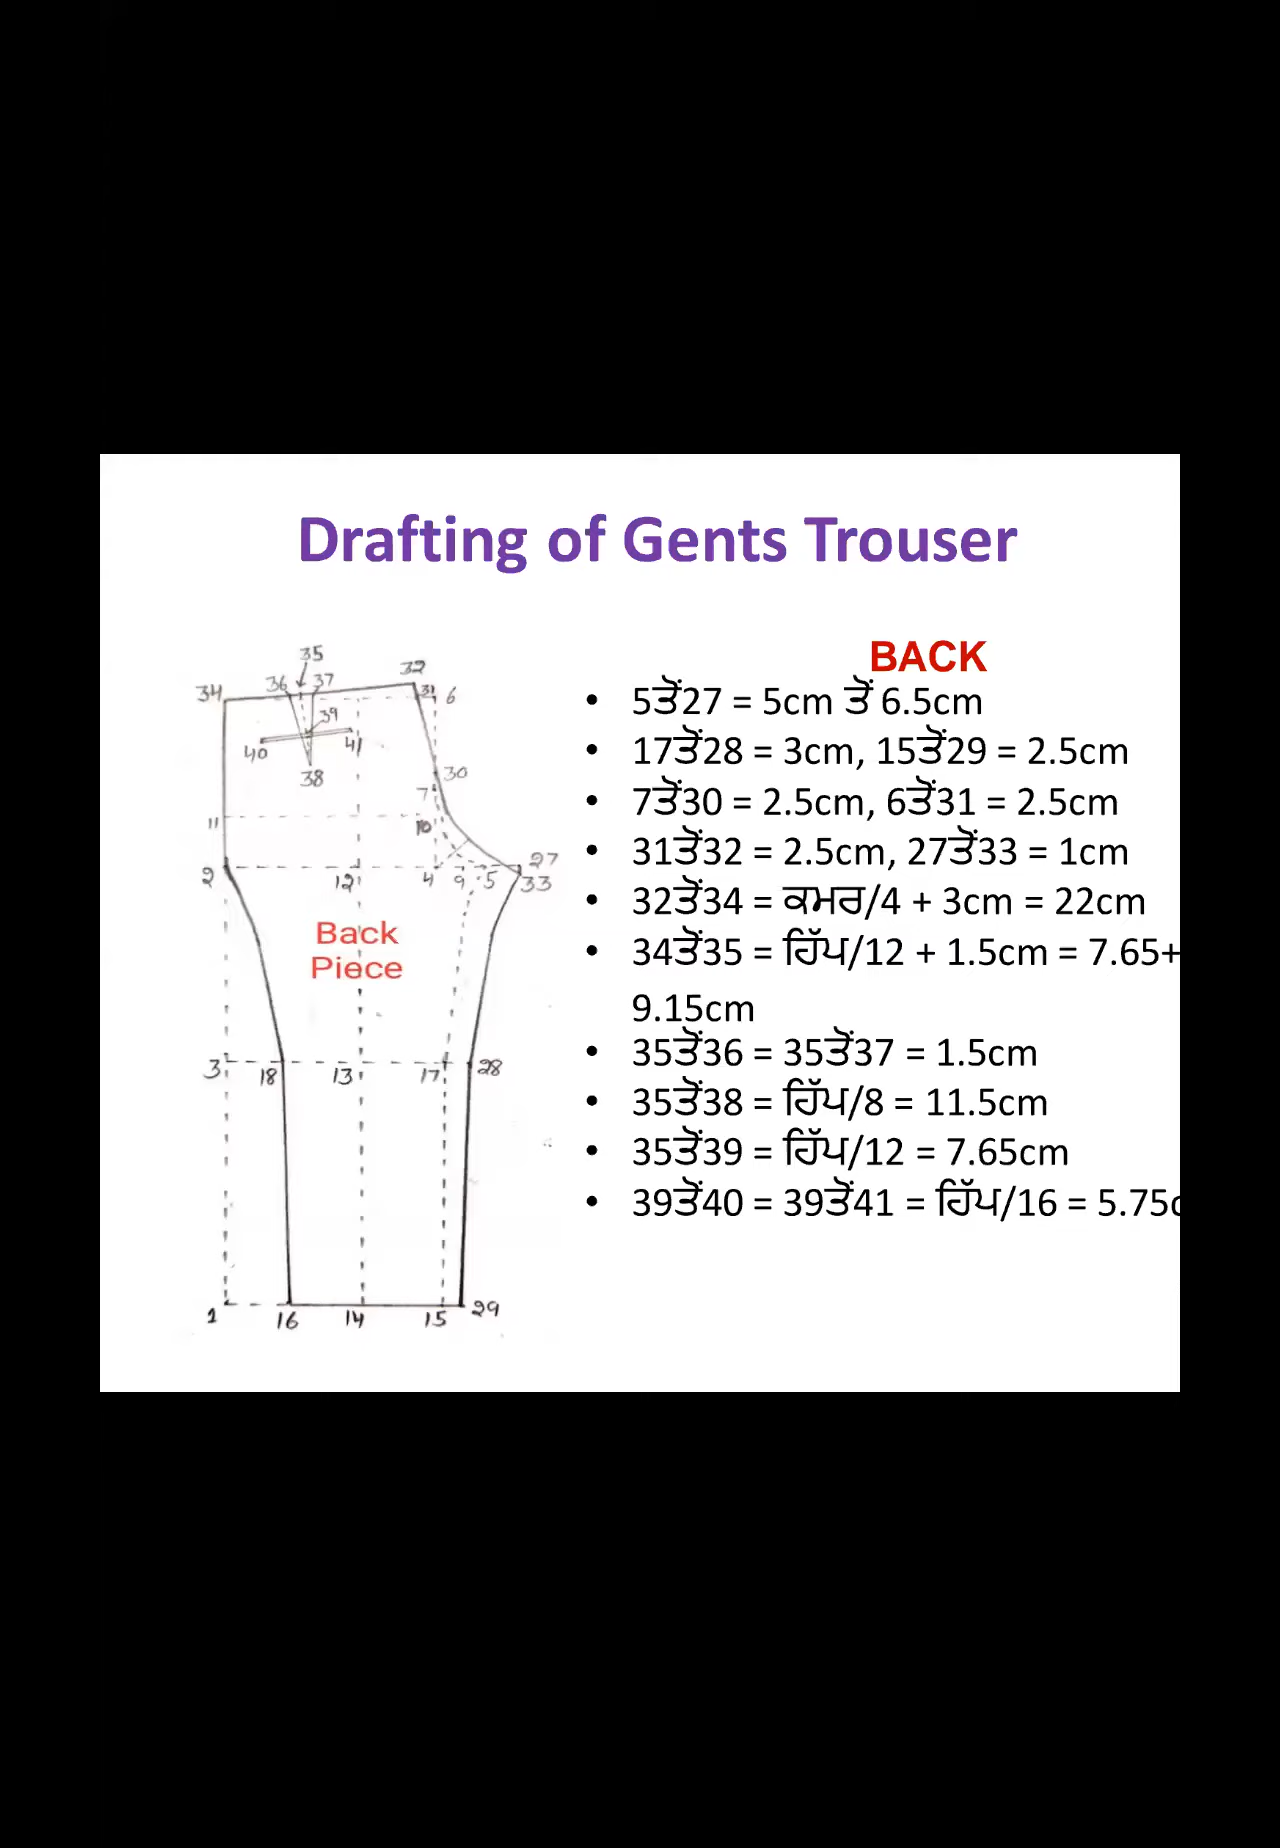 Drafting of Gents Trouser
BACK
• 5ਤੋਂ27 = 5cm ਤੋਂ 6.5cm
• 17ਤੋਂ28 = 3cm, 15ਤੋਂ29 = 2.5cm
• 7ਤੋਂ30 = 2.5cm, 6ਤੋਂ31 = 2.5cm
• 31ਤੋਂ32 = 2.5cm, 27ਤੋਂ33 = 1cm
• 32ਤੋਂ34 = ਕਮਰ/4 + 3cm = 22cm
• 34ਤੋਂ35 = ਹਿੱਪ/12 + 1.5cm = 7.65+
9.15cm
• 35ਤੋਂ36 = 35ਤੋਂ37 = 1.5cm
• 35ਤੋਂ38 = ਹਿੱਪ/8 = 11.5cm
• 35ਤੋਂ39 = ਹਿੱਪ/12 = 7.65cm
• 39ਤੋਂ40 = 39ਤੋਂ41 = ਹਿੱਪ/16 = 5.75c
35
32
34 36 37 31 6
39
40 41
38 30
7
11 10
27
2 12 4 9 5 33
Back
Piece
3 18 13 17 28
29
1 16 14 15